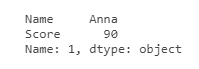 Name     Anna
Score      90
Name: 1, dtype: object